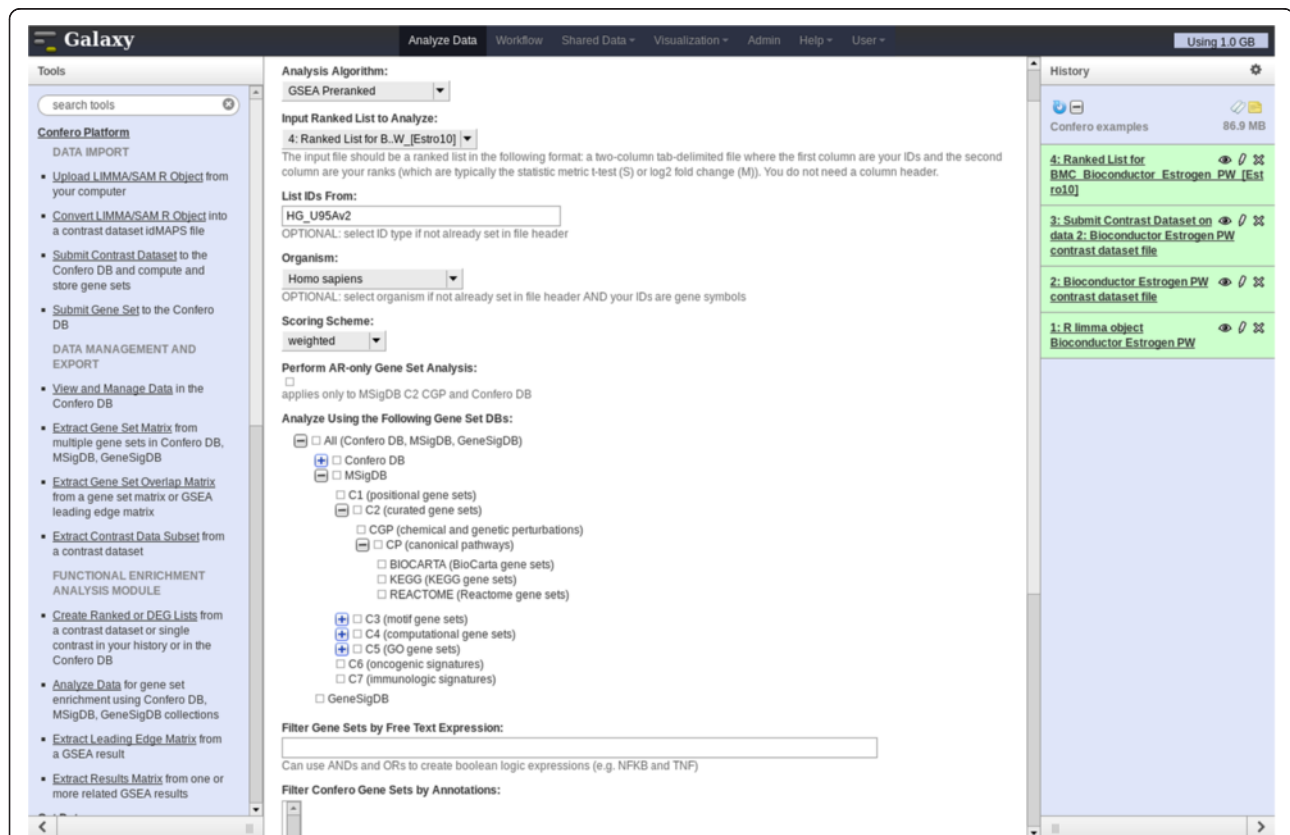 Galaxy
Analyze Data Workflow Shared Data Visualization Admin Help User
Using 1.0 GB
Tools
search tools
Confero Platform
DATA IMPORT
Upload LIMMA/SAM R Object from
your computer
Convert LIMMA/SAM R Object into
a contrast dataset idMAPS file
Submit Contrast Dataset to the
Confero DB and compute and
store gene sets
Submit Gene Set to the Confero
DB
DATA MANAGEMENT AND
EXPORT
View and Manage Data in the
Confero DB
Extract Gene Set Matrix from
multiple gene sets in Confero DB,
MSigDB, GeneSigDB
Extract Gene Set Overlap Matrix
from a gene set matrix or GSEA
leading edge matrix
Extract Contrast Data Subset from
a contrast dataset
FUNCTIONAL ENRICHMENT
ANALYSIS MODULE
Create Ranked or DEG Lists from
a contrast dataset or single
contrast in your history or in the
Confero DB
Analyze Data for gene set
enrichment using Confero DB,
MSigDB, GeneSigDB collections
Extract Leading Edge Matrix from
a GSEA result
Extract Results Matrix from one or
more related GSEA results
Analysis Algorithm:
GSEA Preranked
Input Ranked List to Analyze:
4: Ranked List for B..W_[Estro10]
The input file should be a ranked list in the following format: a two-column tab-delimited file where the first column are your IDs and the second
column are your ranks (which are typically the statistic metric t-test (S) or log2 fold change (M)). You do not need a column header.
List IDs From:
HG_U95Av2
OPTIONAL: select ID type if not already set in file header
Organism:
Homo sapiens
OPTIONAL: select organism if not already set in file header AND your IDs are gene symbols
Scoring Scheme:
weighted
Perform AR-only Gene Set Analysis:
applies only to MSigDB C2 CGP and Confero DB
Analyze Using the Following Gene Set DBs:
All (Confero DB, MSigDB, GeneSigDB)
Confero DB
MSigDB
C1 (positional gene sets)
C2 (curated gene sets)
CGP (chemical and genetic perturbations)
CP (canonical pathways)
BIOCARTA (BioCarta gene sets)
KEGG (KEGG gene sets)
REACTOME (Reactome gene sets)
C3 (motif gene sets)
C4 (computational gene sets)
C5 (GO gene sets)
C6 (oncogenic signatures)
C7 (immunologic signatures)
GeneSigDB
Filter Gene Sets by Free Text Expression:
Can use ANDs and ORs to create boolean logic expressions (e.g. NFKB and TNF)
Filter Confero Gene Sets by Annotations:
History
Confero examples 86.9 MB
4: Ranked List for
BMC_Bioconductor_Estrogen_PW_[Est
ro10]
3: Submit Contrast Dataset on
data 2: Bioconductor Estrogen PW
contrast dataset file
2: Bioconductor Estrogen PW
contrast dataset file
1: R limma object
Bioconductor Estrogen PW